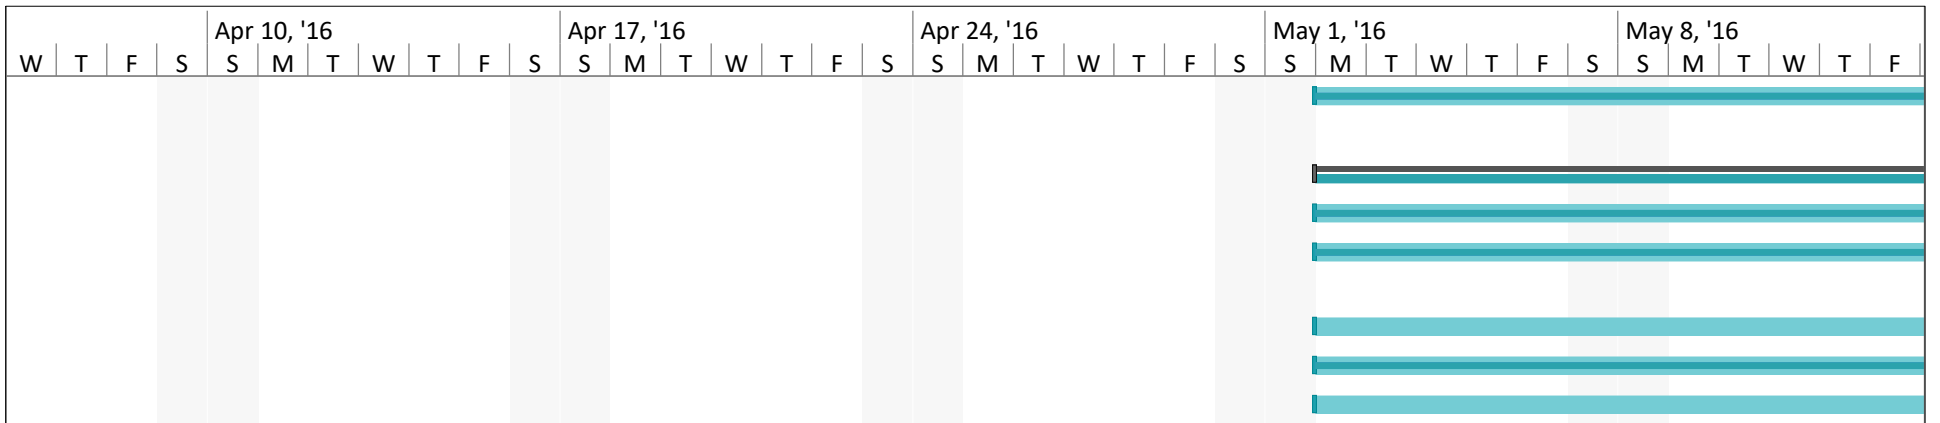 Apr 10, '16 Apr 17, '16 Apr 24, '16 May 1, '16 May 8, '16
W T F S S M T W T F S S M T W T F S S M T W T F S S M T W T F S S M T W T F